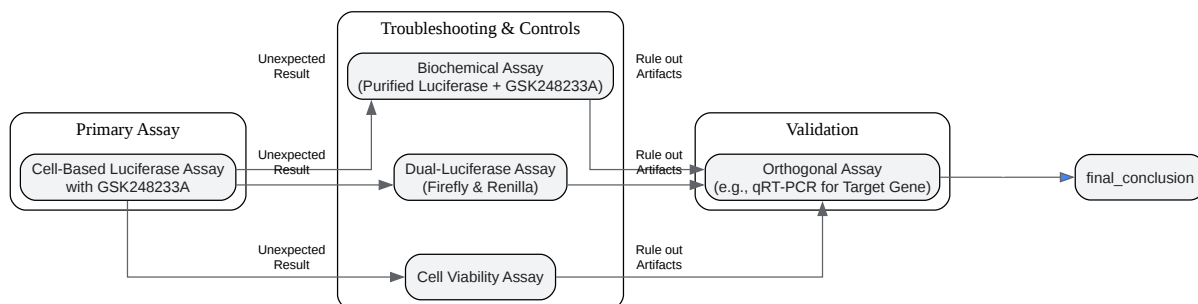 Troubleshooting & Controls
Unexpected
Result
Biochemical Assay
(Purified Luciferase + GSK248233A)
Rule out
Artifacts
Primary Assay
Validation
Cell-Based Luciferase Assay
with GSK248233A
Unexpected
Result
Dual-Luciferase Assay
(Firefly & Renilla)
Rule out
Artifacts
Orthogonal Assay
(e.g., qRT-PCR for Target Gene)
final_conclusion
Unexpected
Result
Cell Viability Assay
Rule out
Artifacts